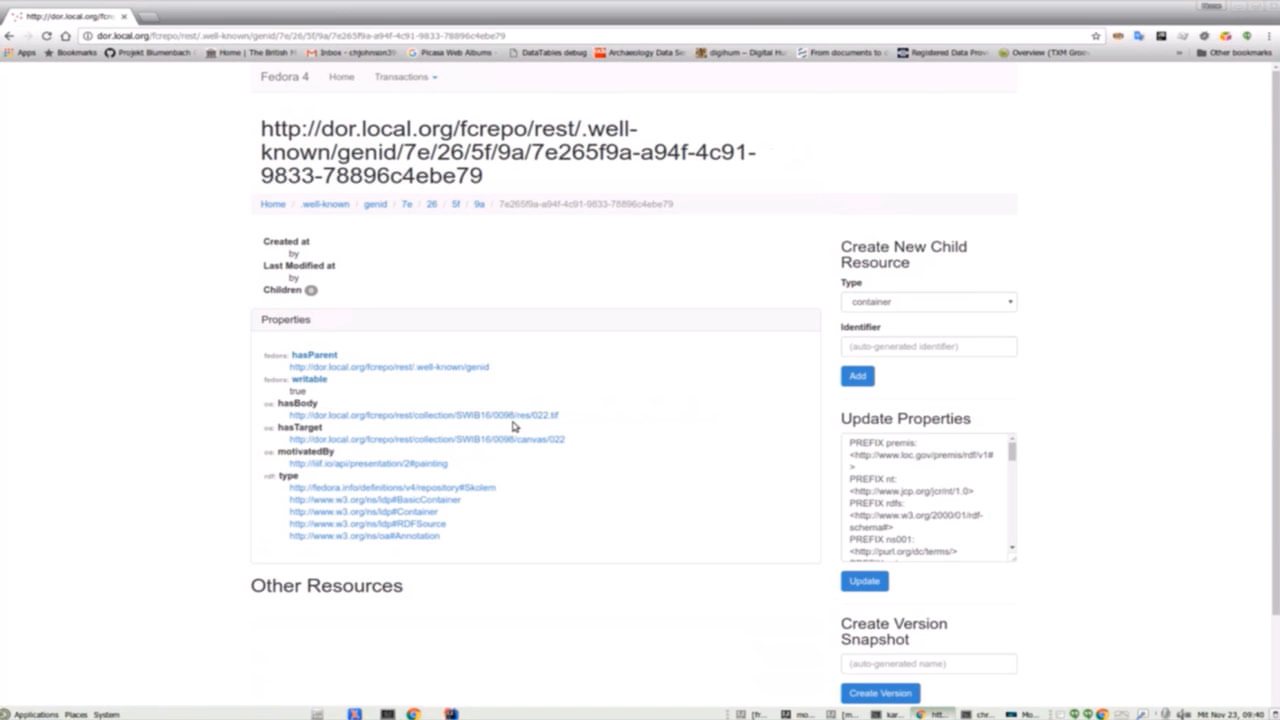 http://dor.local.org/fcre
dor.local.org/fcrepo/rest/.well-known/genid/7e/26/5f/9a/7e265f9a-a94f-4c91-9833-78896c4ebe79
Apps Bookmarks Projekt Blumenbach Home | The British Inbox - chjohnson39 Picasa Web Albums - DataTables debug Archaeology Data Se digihum – Digital Hu From documents to Registered Data Prov Overview (TXM Groo » Other bookmarks
Fedora 4 Home Transactions
http://dor.local.org/fcrepo/rest/.well-
known/genid/7e/26/5f/9a/7e265f9a-a94f-4c91-
9833-78896c4ebe79
Home / .well-known / genid / 7e / 26 / 5f / 9a / 7e265f9a-a94f-4c91-9833-78896c4ebe79
Created at
by
Last Modified at
by
Children 0
Properties
fedora: hasParent
http://dor.local.org/fcrepo/rest/.well-known/genid
fedora: writable
true
oa: hasBody
http://dor.local.org/fcrepo/rest/collection/SWIB16/0098/res/022.tif
oa: hasTarget
http://dor.local.org/fcrepo/rest/collection/SWIB16/0098/canvas/022
oa: motivatedBy
http://iiif.io/api/presentation/2#painting
rdf: type
http://fedora.info/definitions/v4/repository#Skolem
http://www.w3.org/ns/ldp#BasicContainer
http://www.w3.org/ns/ldp#Container
http://www.w3.org/ns/ldp#RDFSource
http://www.w3.org/ns/oa#Annotation
Other Resources
Create New Child
Resource
Type
container
Identifier
(auto-generated identifier)
Add
Update Properties
PREFIX premis:
<http://www.loc.gov/premis/rdf/v1#
>
PREFIX nt:
<http://www.jcp.org/jcr/nt/1.0>
PREFIX rdfs:
<http://www.w3.org/2000/01/rdf-
schema#>
PREFIX ns001:
<http://purl.org/dc/terms/>
Update
Create Version
Snapshot
(auto-generated name)
Create Version
Applications Places System [fr... mo... [m... kar... htt... chr... Mo... Mit Nov 23, 09:40